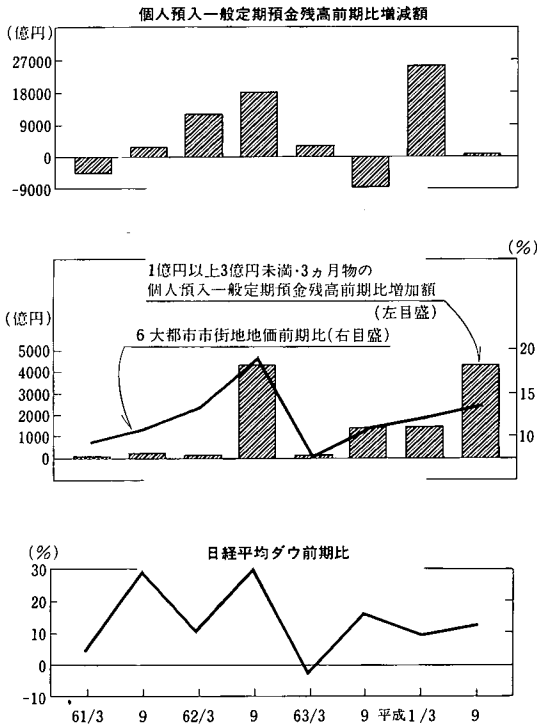 個人預入一般定期預金残高前期比増減額
(億円)
27000
18000
9000
0
-9000
(%)
1億円以上3億円未満・3ヵ月物の
個人預入一般定期預金残高前期比増加額
(左目盛)
(億円)
6大都市市街地地価前期比(右目盛)
5000
4000
3000
2000
1000
0
20
15
10
(%)
日経平均ダウ前期比
30
20
10
0
-10
61/3 9 62/3 9 63/3 9 平成1/3 9